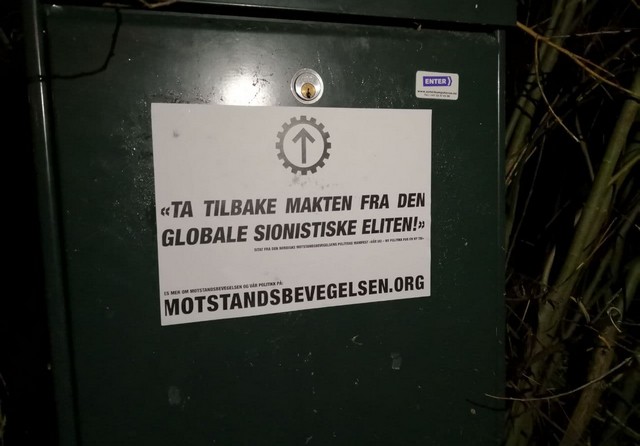 ENTER
«TA TILBAKE MAKTEN FRA DEN
GLOBALE SIONISTISKE ELITEN!»
MOTSTANDSBEVEGELSEN.ORG